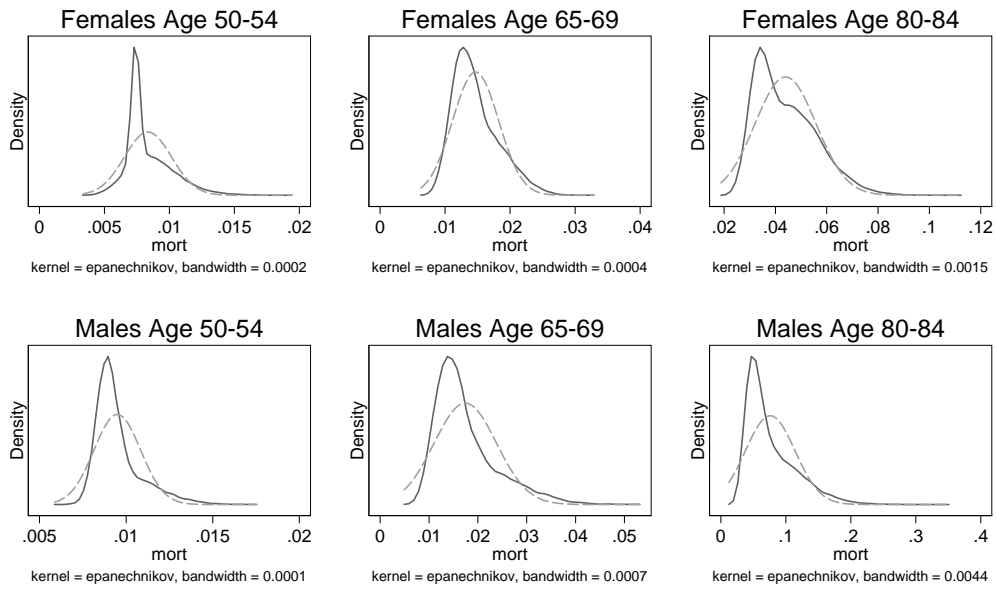 Females Age 50-54
Density
0 .005 .01 .015 .02
mort
kernel = epanechnikov, bandwidth = 0.0002
Females Age 65-69
Density
0 .01 .02 .03 .04
mort
kernel = epanechnikov, bandwidth = 0.0004
Females Age 80-84
Density
.02 .04 .06 .08 .1 .12
mort
kernel = epanechnikov, bandwidth = 0.0015
Males Age 50-54
Density
.005 .01 .015 .02
mort
kernel = epanechnikov, bandwidth = 0.0001
Males Age 65-69
Density
0 .01 .02 .03 .04 .05
mort
kernel = epanechnikov, bandwidth = 0.0007
Males Age 80-84
Density
0 .1 .2 .3 .4
mort
kernel = epanechnikov, bandwidth = 0.0044